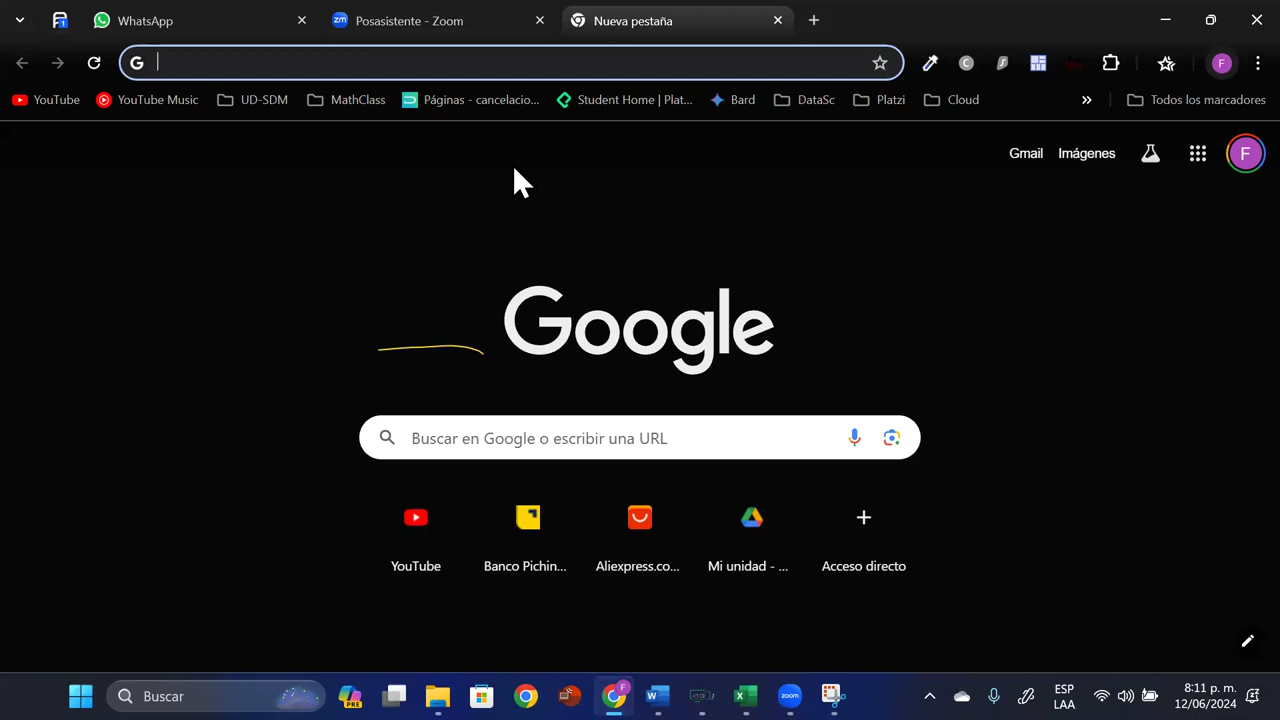 WhatsApp
Posasistente - Zoom
Nueva pestaña
YouTube
YouTube Music
UD-SDM
MathClass
Páginas - cancelacio...
Student Home | Plat...
Bard
DataSc
Platzi
Cloud
»
Todos los marcadores
Gmail
Imágenes
F
Google
Buscar en Google o escribir una URL
YouTube
Banco Pichin...
Aliexpress.co...
Mi unidad - ...
Acceso directo
Buscar
ESP
LAA
12/06/2024